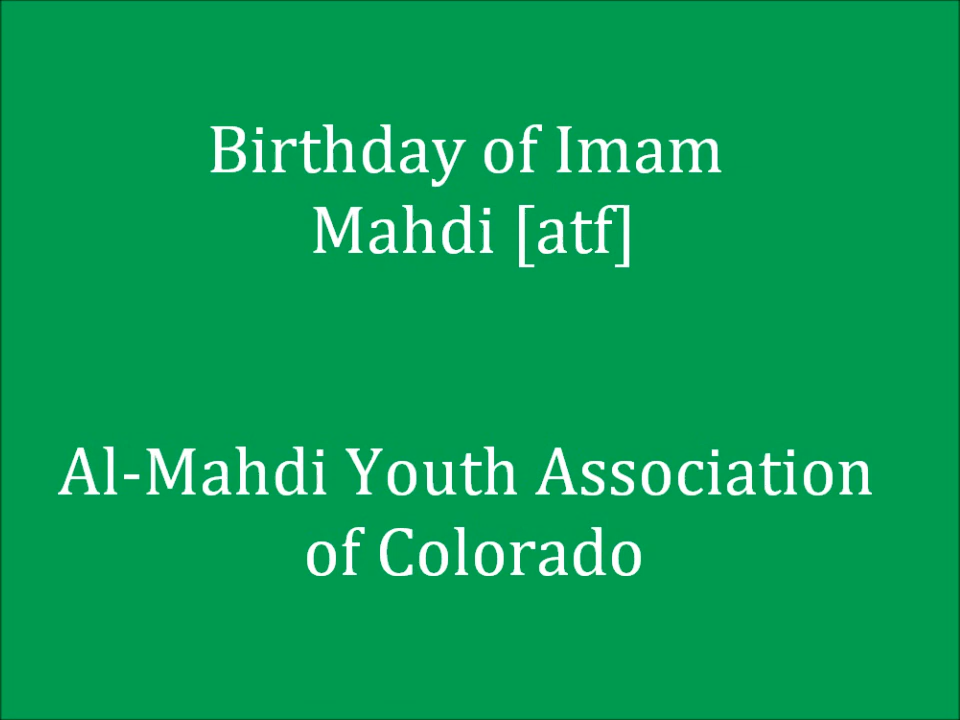 Birthday of Imam
Mahdi [atf]
Al-Mahdi Youth Association
of Colorado